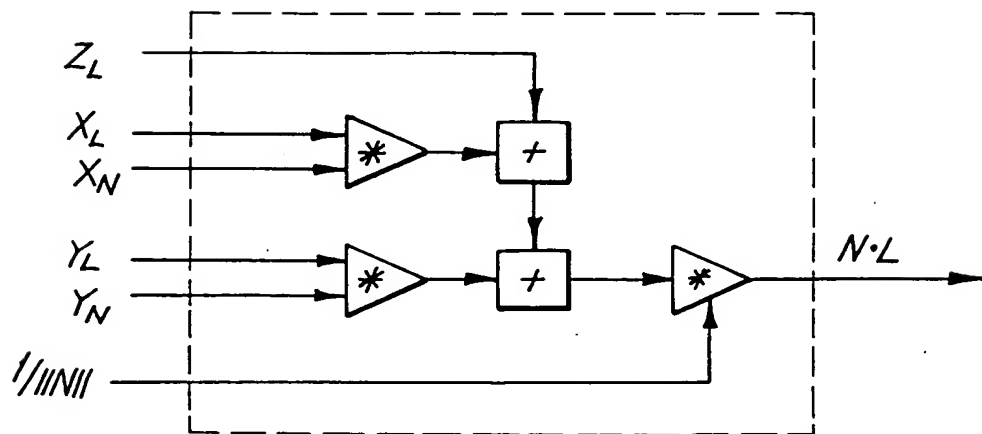 Z_L
X_L
X_N
*
+
Y_L
Y_N
*
+
*
N·L
1/||N||